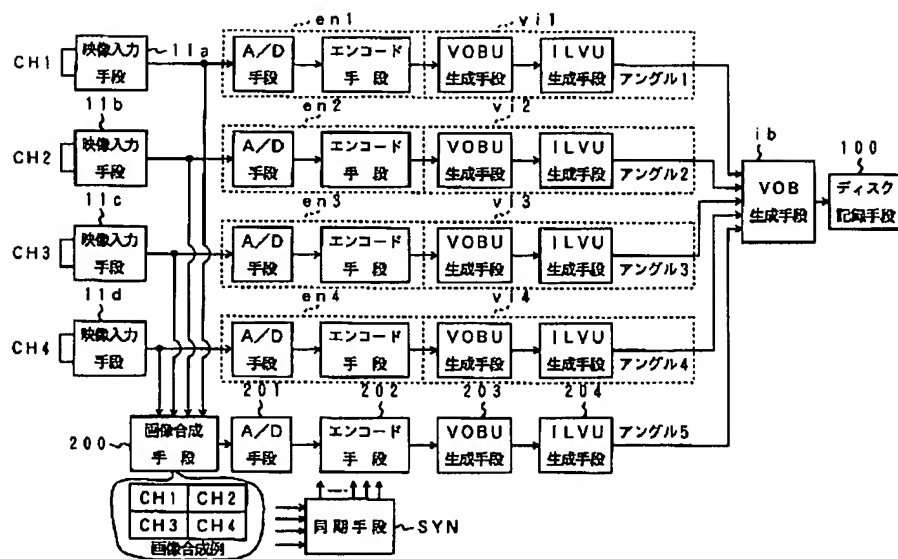 en1
vi1
CH1
映像入力
手段
11a
A/D
手段
エンコード
手 段
VOBU
生成手段
ILVU
生成手段
アングル1
11b
en2
vi2
CH2
映像入力
手段
A/D
手段
エンコード
手 段
VOBU
生成手段
ILVU
生成手段
アングル2
ib
100
VOB
生成手段
ディスク
記録手段
11c
en3
vi3
CH3
映像入力
手段
A/D
手段
エンコード
手 段
VOBU
生成手段
ILVU
生成手段
アングル3
11d
en4
vi4
CH4
映像入力
手段
A/D
手段
エンコード
手 段
VOBU
生成手段
ILVU
生成手段
アングル4
201
202
203
204
200
画像合成
手 段
A/D
手段
エンコード
手 段
VOBU
生成手段
ILVU
生成手段
アングル5
CH1 CH2
CH3 CH4
画像合成例
同期手段
SYN